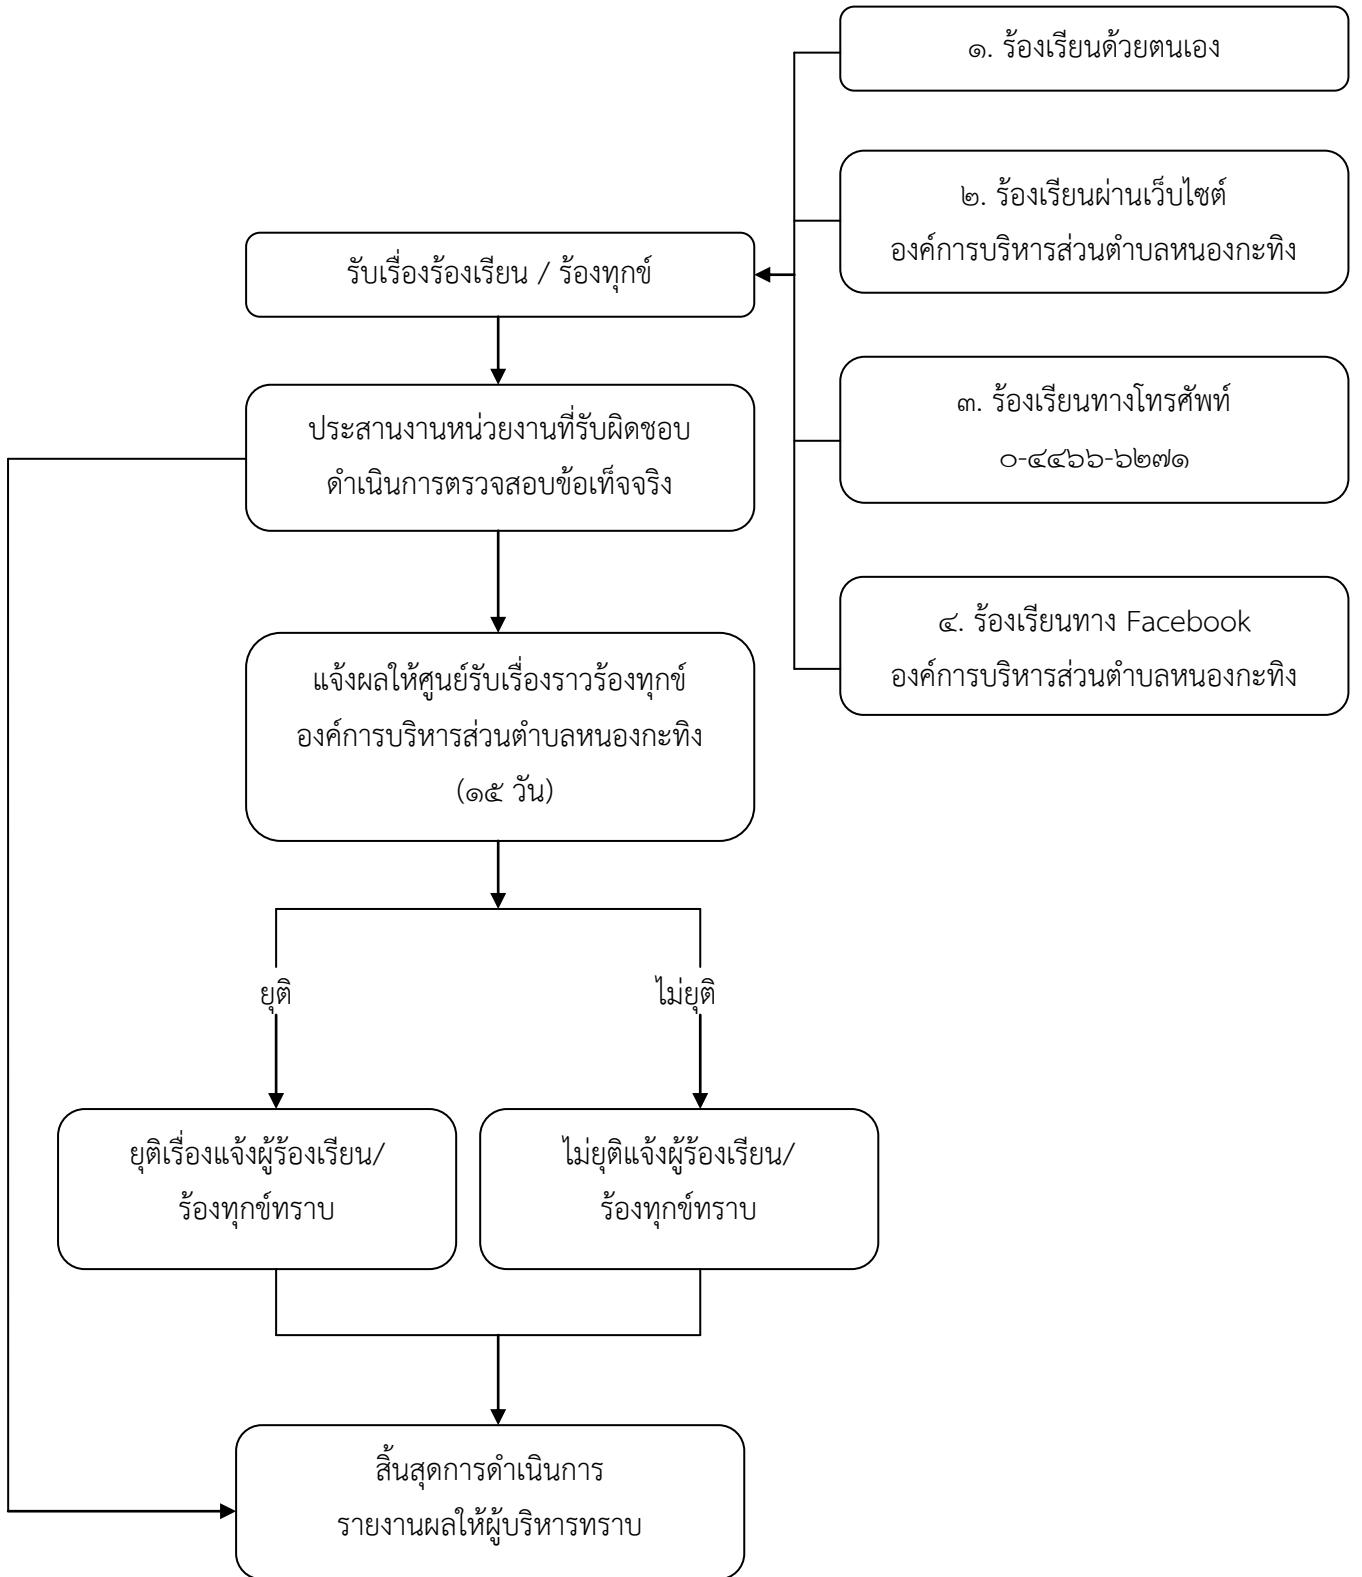 ๑. ร้องเรียนด้วยตนเอง
๒. ร้องเรียนผ่านเว็บไซต์
องค์การบริหารส่วนตำบลหนองกะทิง
รับเรื่องร้องเรียน / ร้องทุกข์
๓. ร้องเรียนทางโทรศัพท์
๐-๔๔๖๖-๖๒๗๑
ประสานงานหน่วยงานที่รับผิดชอบ
ดำเนินการตรวจสอบข้อเท็จจริง
๔. ร้องเรียนทาง Facebook
องค์การบริหารส่วนตำบลหนองกะทิง
แจ้งผลให้ศูนย์รับเรื่องราวร้องทุกข์
องค์การบริหารส่วนตำบลหนองกะทิง
(๑๕ วัน)
ยุติ
ไม่ยุติ
ยุติเรื่องแจ้งผู้ร้องเรียน/
ร้องทุกข์ทราบ
ไม่ยุติแจ้งผู้ร้องเรียน/
ร้องทุกข์ทราบ
สิ้นสุดการดำเนินการ
รายงานผลให้ผู้บริหารทราบ